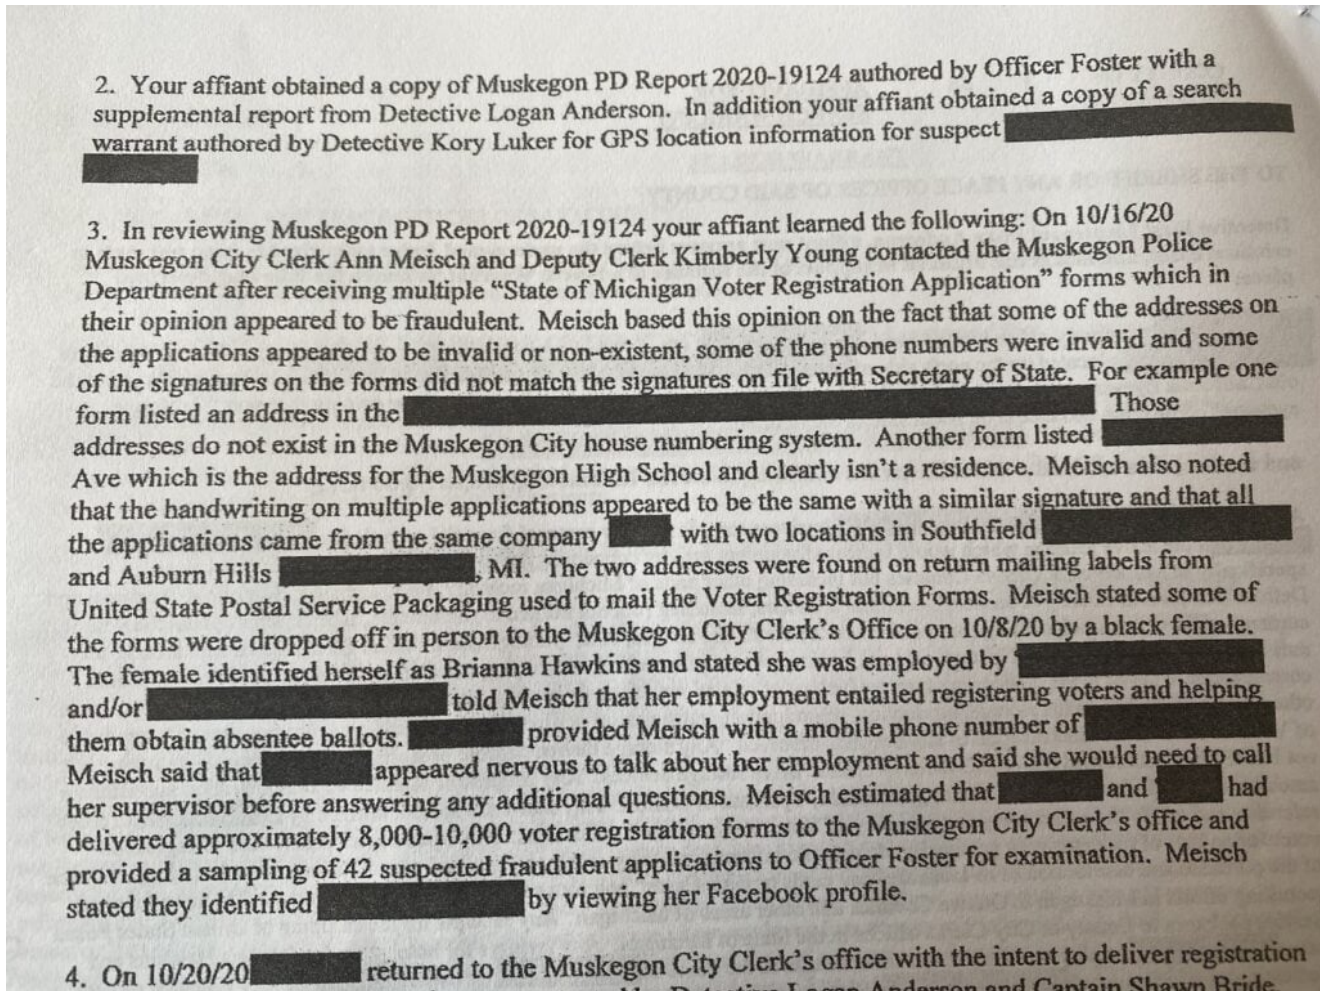 2. Your affiant obtained a copy of Muskegon PD Report 2020-19124 authored by Officer Foster with a
supplemental report from Detective Logan Anderson. In addition your affiant obtained a copy of a search
warrant authored by Detective Kory Luker for GPS location information for suspect
3. In reviewing Muskegon PD Report 2020-19124 your affiant learned the following: On 10/16/20
Muskegon City Clerk Ann Meisch and Deputy Clerk Kimberly Young contacted the Muskegon Police
Department after receiving multiple “State of Michigan Voter Registration Application” forms which in
their opinion appeared to be fraudulent. Meisch based this opinion on the fact that some of the addresses on
the applications appeared to be invalid or non-existent, some of the phone numbers were invalid and some
of the signatures on the forms did not match the signatures on file with Secretary of State. For example one
form listed an address in the Those
addresses do not exist in the Muskegon City house numbering system. Another form listed
Ave which is the address for the Muskegon High School and clearly isn’t a residence. Meisch also noted
that the handwriting on multiple applications appeared to be the same with a similar signature and that all
the applications came from the same company with two locations in Southfield
and Auburn Hills , MI. The two addresses were found on return mailing labels from
United State Postal Service Packaging used to mail the Voter Registration Forms. Meisch stated some of
the forms were dropped off in person to the Muskegon City Clerk’s Office on 10/8/20 by a black female.
The female identified herself as Brianna Hawkins and stated she was employed by
and/or told Meisch that her employment entailed registering voters and helping
them obtain absentee ballots. provided Meisch with a mobile phone number of
Meisch said that appeared nervous to talk about her employment and said she would need to call
her supervisor before answering any additional questions. Meisch estimated that and had
delivered approximately 8,000-10,000 voter registration forms to the Muskegon City Clerk’s office and
provided a sampling of 42 suspected fraudulent applications to Officer Foster for examination. Meisch
stated they identified by viewing her Facebook profile.
4. On 10/20/20 returned to the Muskegon City Clerk’s office with the intent to deliver registration
Detective Logan Anderson and Captain Shawn Bride